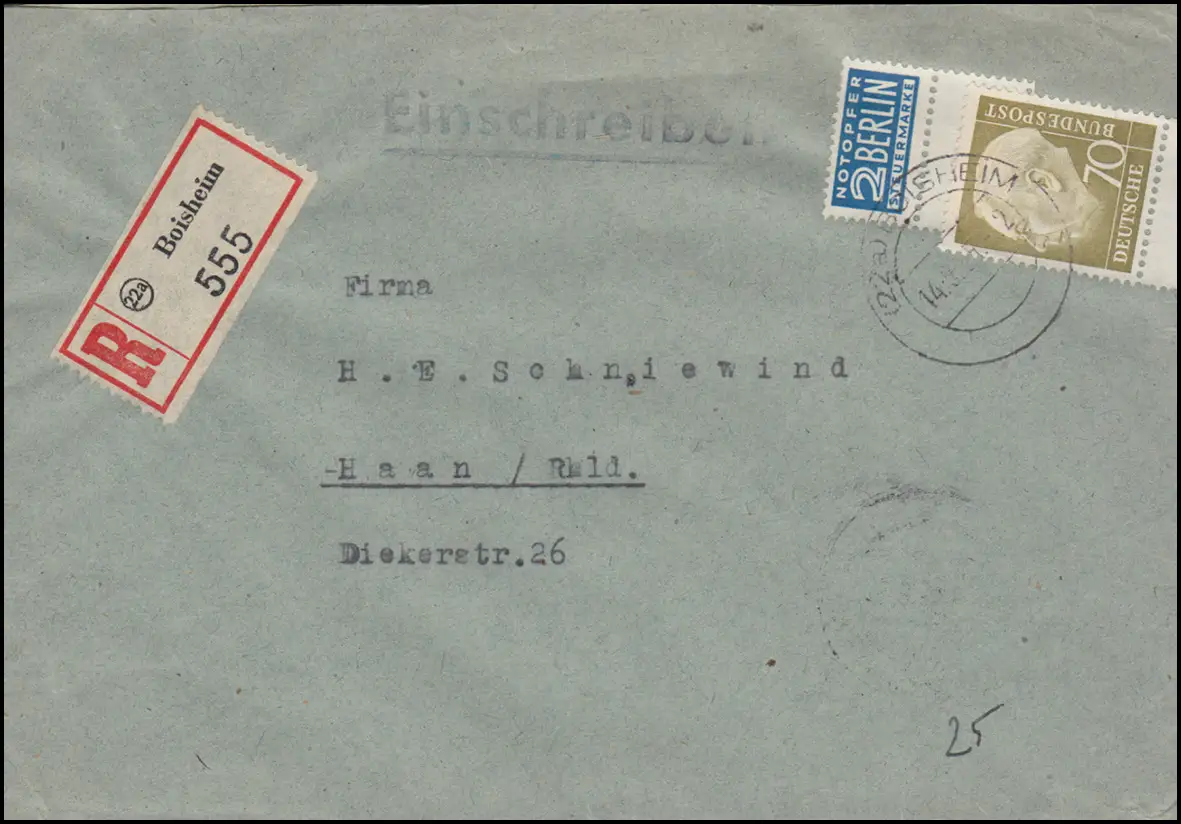 Einschreiben
NOTOPFER
2 BERLIN
STEUERMARKE
DEUTSCHE
BUNDESPOST
70
(22a) BOISHEIM
14.
R
22a
Boisheim
555
Firma
H. E. Schniewind
-Haan / Rhld.
Diekerstr.26
25